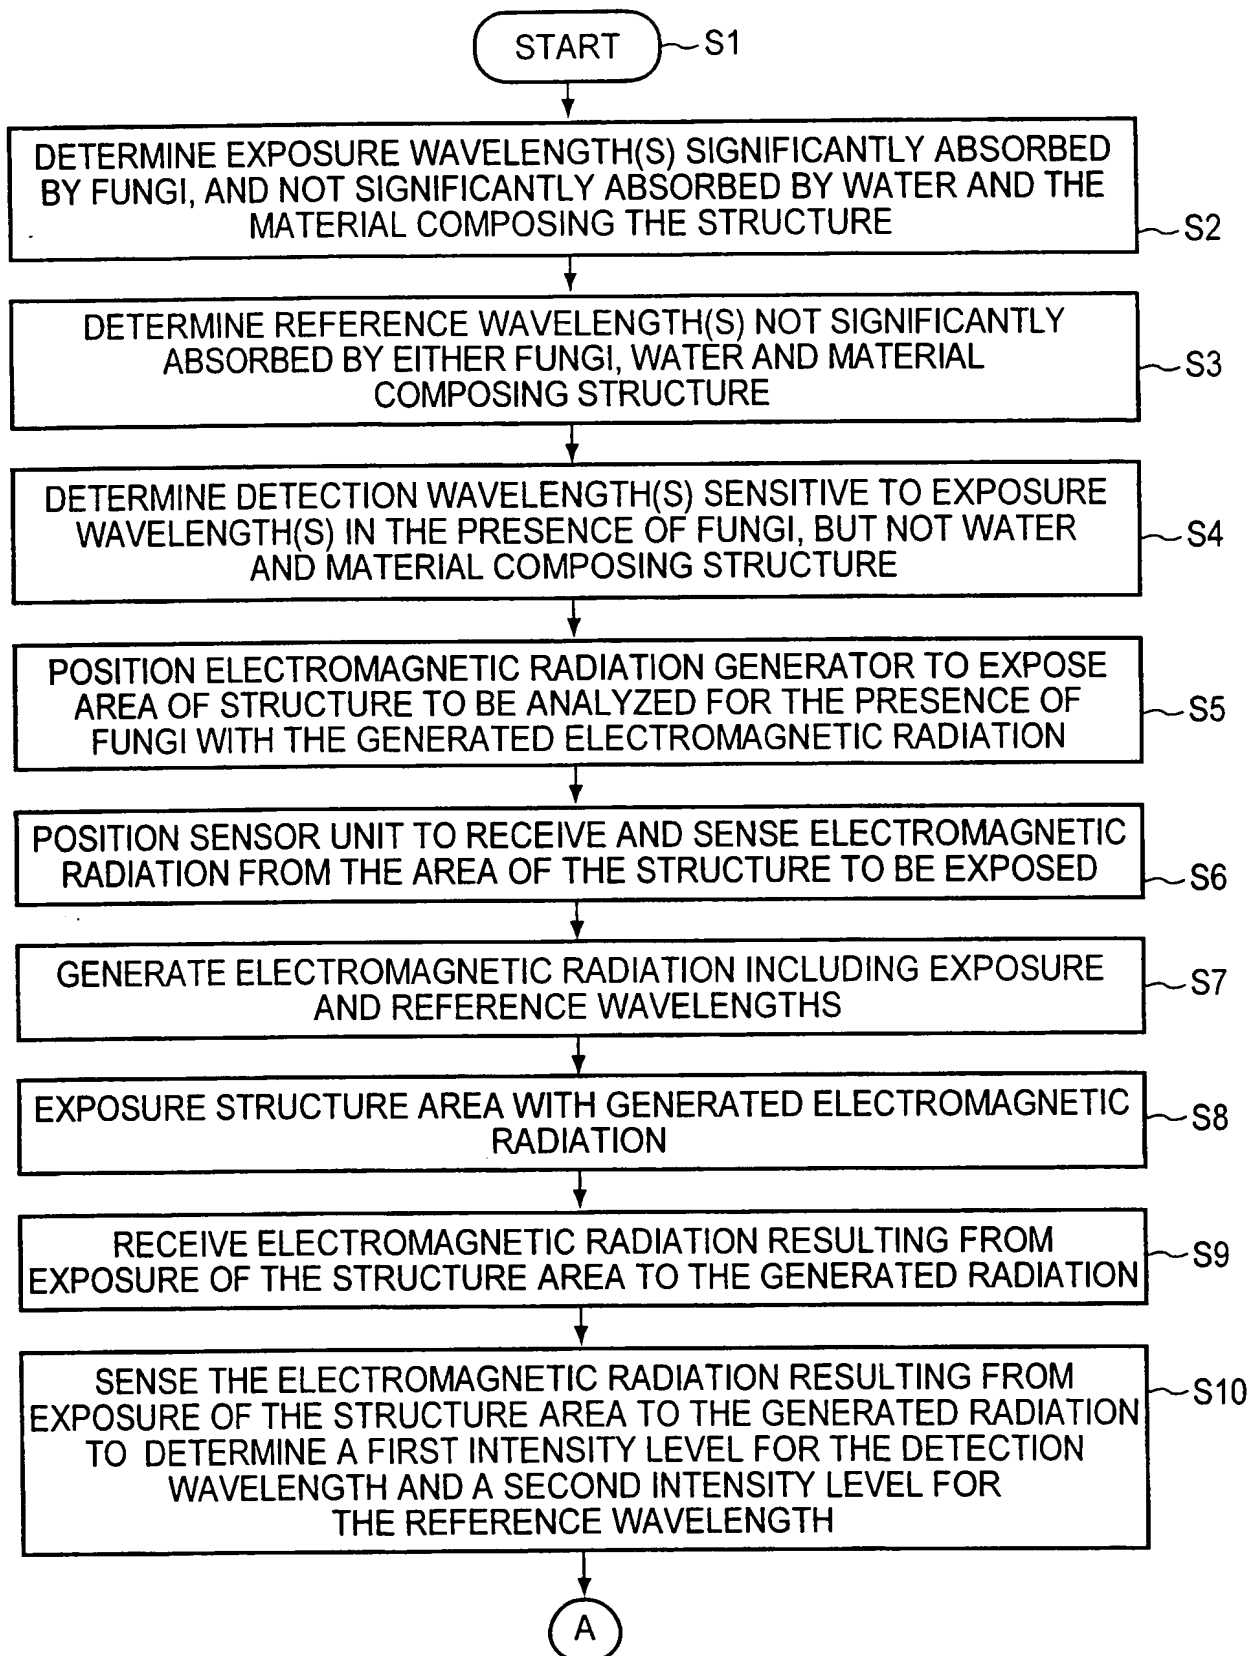 START
S1
DETERMINE EXPOSURE WAVELENGTH(S) SIGNIFICANTLY ABSORBED
BY FUNGI, AND NOT SIGNIFICANTLY ABSORBED BY WATER AND THE
MATERIAL COMPOSING THE STRUCTURE
S2
DETERMINE REFERENCE WAVELENGTH(S) NOT SIGNIFICANTLY
ABSORBED BY EITHER FUNGI, WATER AND MATERIAL
COMPOSING STRUCTURE
S3
DETERMINE DETECTION WAVELENGTH(S) SENSITIVE TO EXPOSURE
WAVELENGTH(S) IN THE PRESENCE OF FUNGI, BUT NOT WATER
AND MATERIAL COMPOSING STRUCTURE
S4
POSITION ELECTROMAGNETIC RADIATION GENERATOR TO EXPOSE
AREA OF STRUCTURE TO BE ANALYZED FOR THE PRESENCE OF
FUNGI WITH THE GENERATED ELECTROMAGNETIC RADIATION
S5
POSITION SENSOR UNIT TO RECEIVE AND SENSE ELECTROMAGNETIC
RADIATION FROM THE AREA OF THE STRUCTURE TO BE EXPOSED
S6
GENERATE ELECTROMAGNETIC RADIATION INCLUDING EXPOSURE
AND REFERENCE WAVELENGTHS
S7
EXPOSURE STRUCTURE AREA WITH GENERATED ELECTROMAGNETIC
RADIATION
S8
RECEIVE ELECTROMAGNETIC RADIATION RESULTING FROM
EXPOSURE OF THE STRUCTURE AREA TO THE GENERATED RADIATION
S9
SENSE THE ELECTROMAGNETIC RADIATION RESULTING FROM
EXPOSURE OF THE STRUCTURE AREA TO THE GENERATED RADIATION
TO DETERMINE A FIRST INTENSITY LEVEL FOR THE DETECTION
WAVELENGTH AND A SECOND INTENSITY LEVEL FOR
THE REFERENCE WAVELENGTH
S10
A